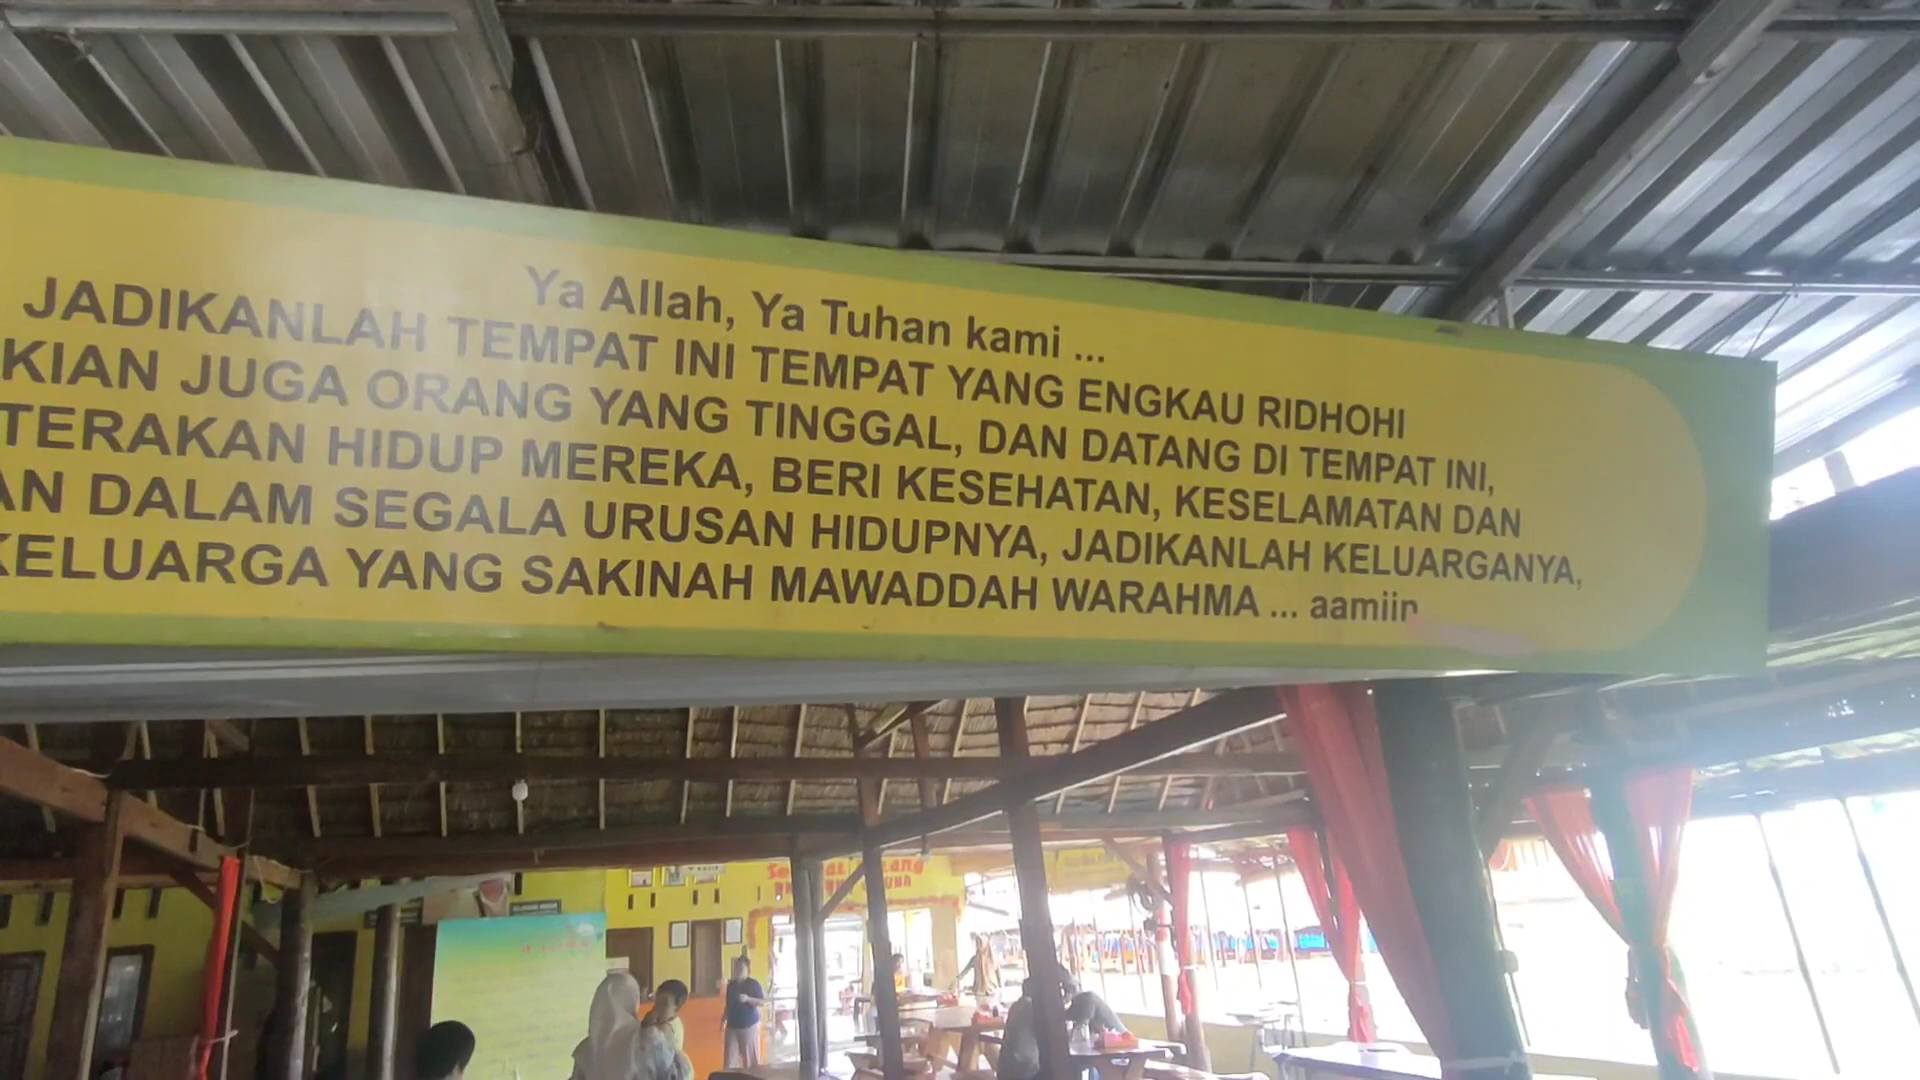 Ya Allah, Ya Tuhan kami ...
JADIKANLAH TEMPAT INI TEMPAT YANG ENGKAU RIDHOHI
KIAN JUGA ORANG YANG TINGGAL, DAN DATANG DI TEMPAT INI,
TERAKAN HIDUP MEREKA, BERI KESEHATAN, KESELAMATAN DAN
AN DALAM SEGALA URUSAN HIDUPNYA, JADIKANLAH KELUARGANYA,
KELUARGA YANG SAKINAH MAWADDAH WARAHMA ... aamiin